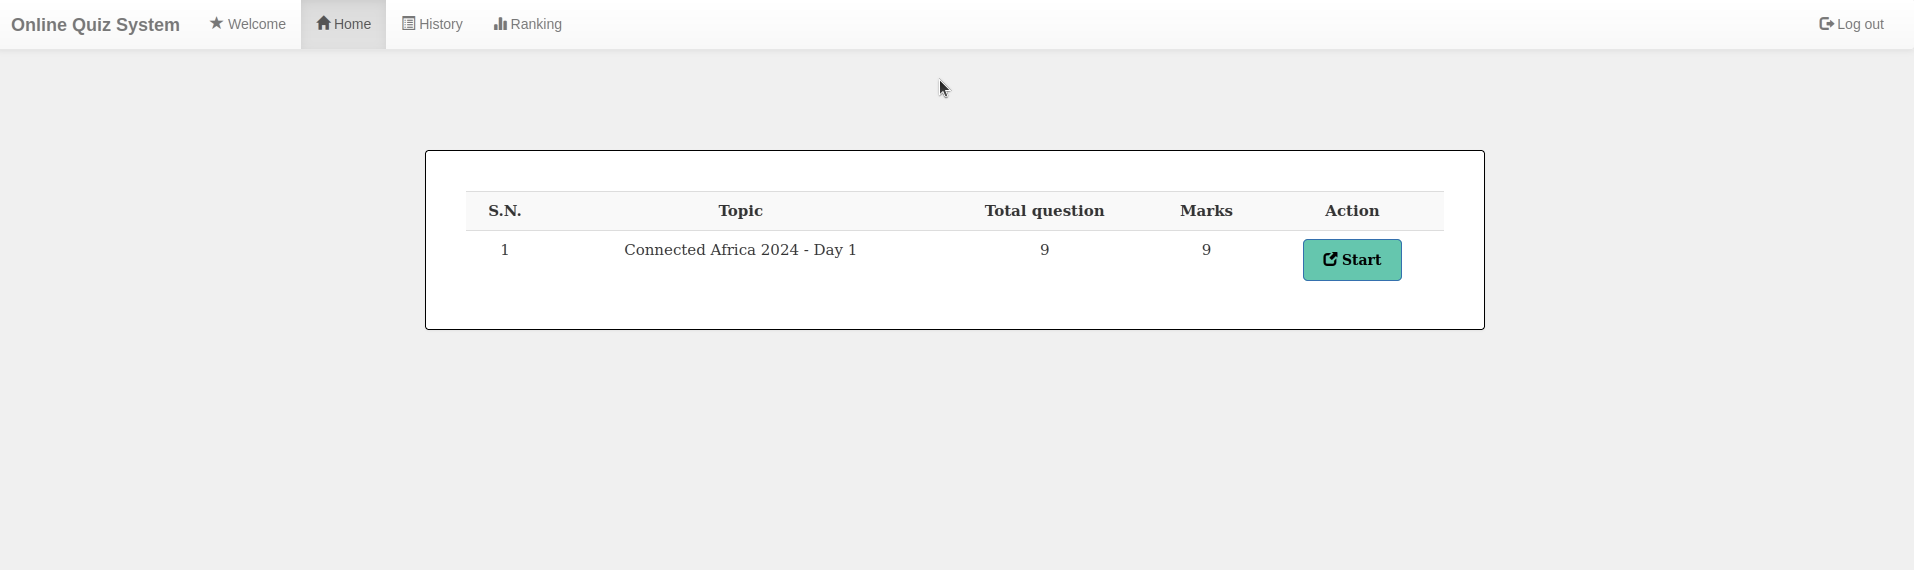 Online Quiz System Welcome Home History Ranking Log out
S.N. Topic Total question Marks Action
1 Connected Africa 2024 - Day 1 9 9 Start